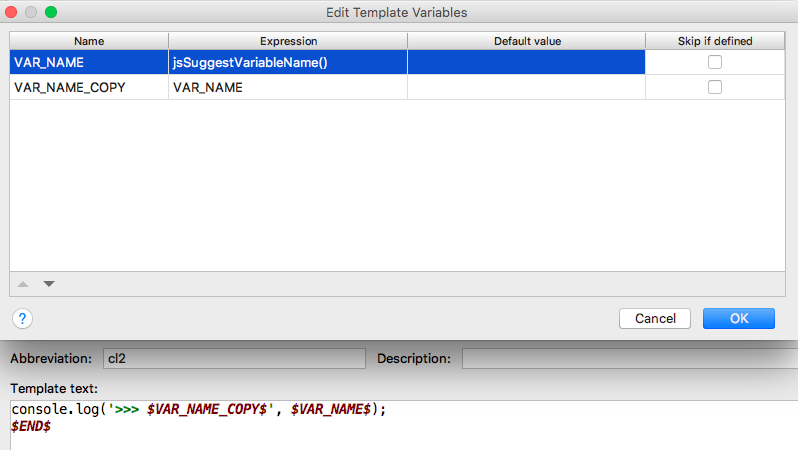 Edit Template Variables
Name Expression Default value Skip if defined
VAR_NAME jsSuggestVariableName()
VAR_NAME_COPY VAR_NAME
? Cancel OK
Abbreviation: cl2 Description:
Template text:
console.log('>>> $VAR_NAME_COPY$', $VAR_NAME$);
$END$